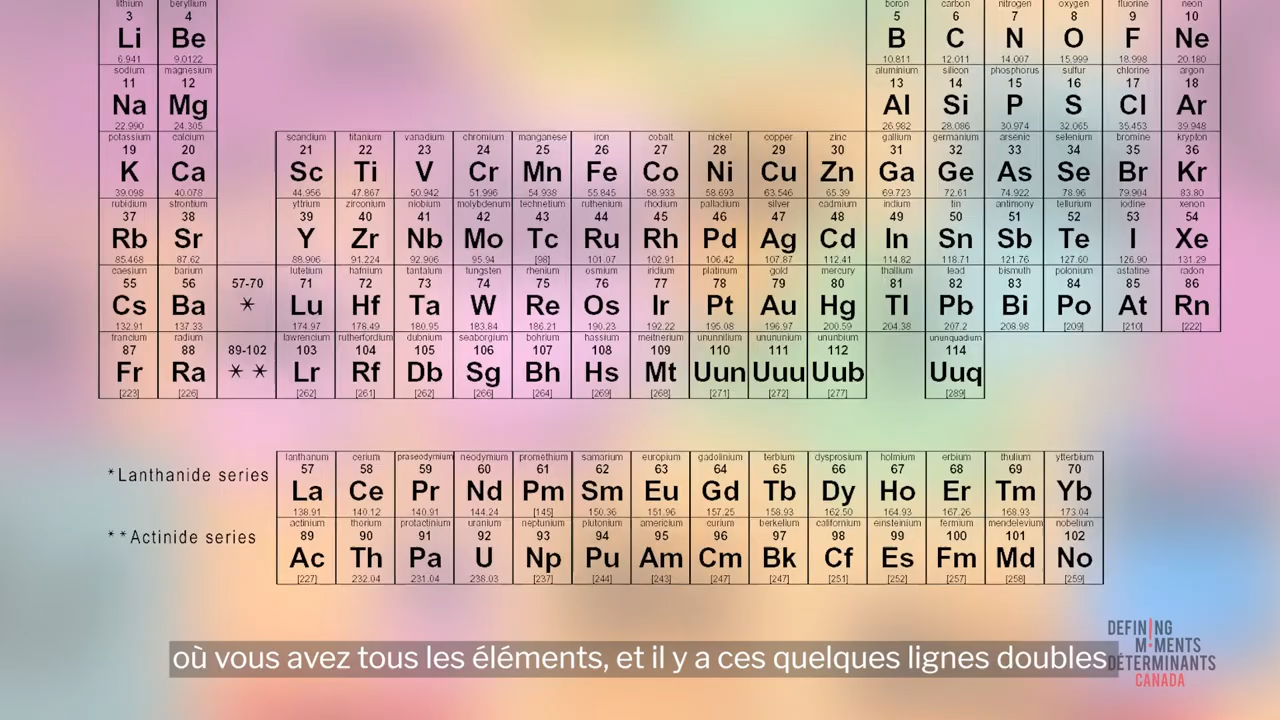 lithium beryllium boron carbon nitrogen oxygen fluorine neon
3 4 5 6 7 8 9 10
Li Be B C N O F Ne
6.941 9.0122 10.811 12.011 14.007 15.999 18.998 20.180
sodium magnesium aluminium silicon phosphorus sulfur chlorine argon
11 12 13 14 15 16 17 18
Na Mg Al Si P S Cl Ar
22.990 24.305 26.982 28.086 30.974 32.065 35.453 39.948
potassium calcium scandium titanium vanadium chromium manganese iron cobalt nickel copper zinc gallium germanium arsenic selenium bromine krypton
19 20 21 22 23 24 25 26 27 28 29 30 31 32 33 34 35 36
K Ca Sc Ti V Cr Mn Fe Co Ni Cu Zn Ga Ge As Se Br Kr
39.098 40.078 44.956 47.867 50.942 51.996 54.938 55.845 58.933 58.693 63.546 65.39 69.723 72.61 74.922 78.96 79.904 83.80
rubidium strontium yttrium zirconium niobium molybdenum technetium ruthenium rhodium palladium silver cadmium indium tin antimony tellurium iodine xenon
37 38 39 40 41 42 43 44 45 46 47 48 49 50 51 52 53 54
Rb Sr Y Zr Nb Mo Tc Ru Rh Pd Ag Cd In Sn Sb Te I Xe
85.468 87.62 88.906 91.224 92.906 95.94 [98] 101.07 102.91 106.42 107.87 112.41 114.82 118.71 121.76 127.60 126.90 131.29
caesium barium lutetium hafnium tantalum tungsten rhenium osmium iridium platinum gold mercury thallium lead bismuth polonium astatine radon
55 56 57-70 71 72 73 74 75 76 77 78 79 80 81 82 83 84 85 86
Cs Ba * Lu Hf Ta W Re Os Ir Pt Au Hg Tl Pb Bi Po At Rn
132.91 137.33 174.97 178.49 180.95 183.84 186.21 190.23 192.22 195.08 196.97 200.59 204.38 207.2 208.98 [209] [210] [222]
francium radium lawrencium rutherfordium dubnium seaborgium bohrium hassium meitnerium ununnilium unununium ununbium ununquadium
87 88 89-102 103 104 105 106 107 108 109 110 111 112 114
Fr Ra * * Lr Rf Db Sg Bh Hs Mt Uun Uuu Uub Uuq
[223] [226] [262] [261] [262] [266] [264] [269] [268] [271] [272] [277] [289]
lanthanum cerium praseodymium neodymium promethium samarium europium gadolinium terbium dysprosium holmium erbium thulium ytterbium
*Lanthanide series 57 58 59 60 61 62 63 64 65 66 67 68 69 70
La Ce Pr Nd Pm Sm Eu Gd Tb Dy Ho Er Tm Yb
138.91 140.12 140.91 144.24 [145] 150.36 151.96 157.25 158.93 162.50 164.93 167.26 168.93 173.04
actinium thorium protactinium uranium neptunium plutonium americium curium berkelium californium einsteinium fermium mendelevium nobelium
**Actinide series 89 90 91 92 93 94 95 96 97 98 99 100 101 102
Ac Th Pa U Np Pu Am Cm Bk Cf Es Fm Md No
[227] 232.04 231.04 238.03 [237] [244] [243] [247] [247] [251] [252] [257] [258] [259]
où vous avez tous les éléments, et il y a ces quelques lignes doubles
DEFINING
MOMENTS
DÉTERMINANTS
CANADA